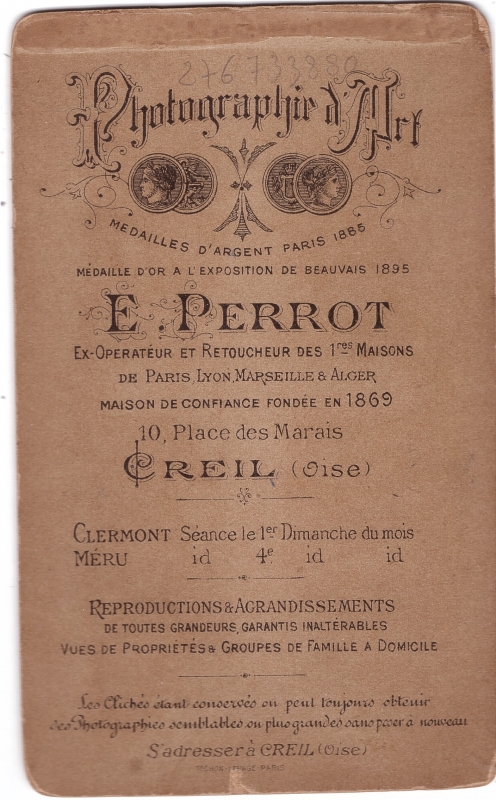 276733880
Photographie d'Art
MEDAILLES D'ARGENT PARIS 1885
MÉDAILLE D'OR A L'EXPOSITION DE BEAUVAIS 1895
E. PERROT
EX-OPERATEUR ET RETOUCHEUR DES 1res MAISONS
DE PARIS, LYON, MARSEILLE & ALGER
MAISON DE CONFIANCE FONDÉE EN 1869
10, Place des Marais
CREIL (Oise)
CLERMONT Séance le 1er Dimanche du mois
MÉRU id 4e id id
REPRODUCTIONS & AGRANDISSEMENTS
DE TOUTES GRANDEURS, GARANTIS INALTÉRABLES
VUES DE PROPRIÉTÉS & GROUPES DE FAMILLE A DOMICILE
Les Clichés étant conservés on peut toujours obtenir
des Photographies semblables ou plus grandes sans poser à nouveau
S'adresser à CREIL (Oise)
PARIS